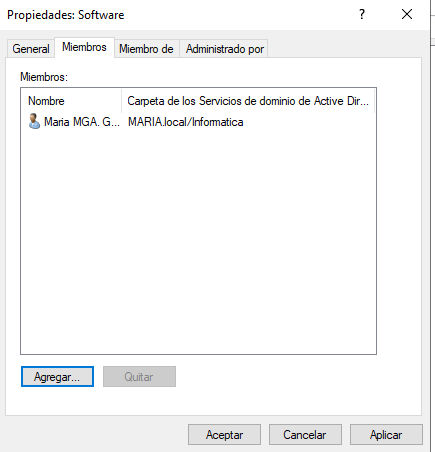 Propiedades: Software ? ×
General Miembros Miembro de Administrado por
Miembros:
Nombre Carpeta de los Servicios de dominio de Active Dir...
Maria MGA. G... MARIA.local/Informatica
Agregar... Quitar
Aceptar Cancelar Aplicar